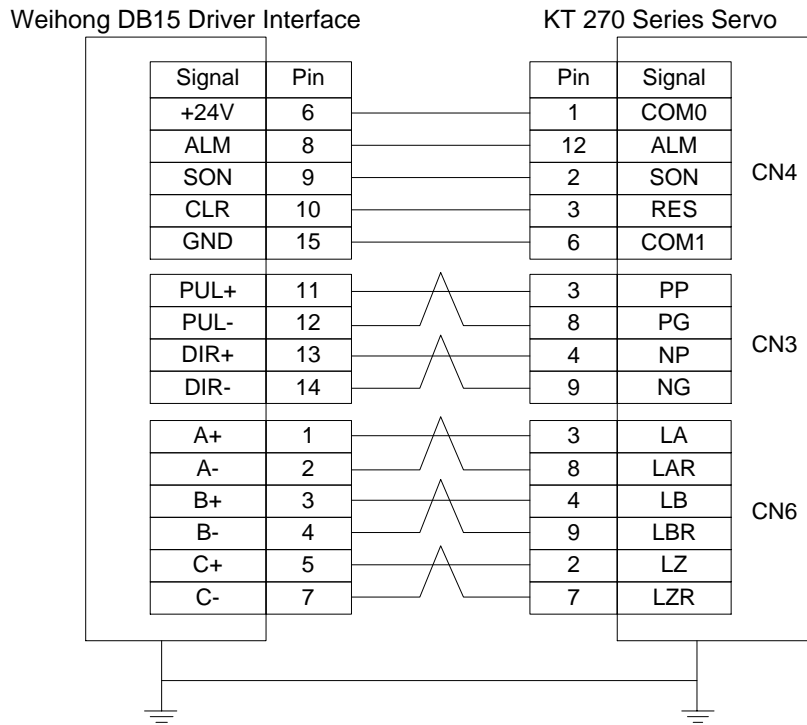 Weihong DB15 Driver Interface KT 270 Series Servo
Signal Pin Pin Signal
+24V 6 1 COM0
ALM 8 12 ALM
SON 9 2 SON CN4
CLR 10 3 RES
GND 15 6 COM1
PUL+ 11 3 PP
PUL- 12 8 PG
DIR+ 13 4 NP CN3
DIR- 14 9 NG
A+ 1 3 LA
A- 2 8 LAR
B+ 3 4 LB CN6
B- 4 9 LBR
C+ 5 2 LZ
C- 7 7 LZR